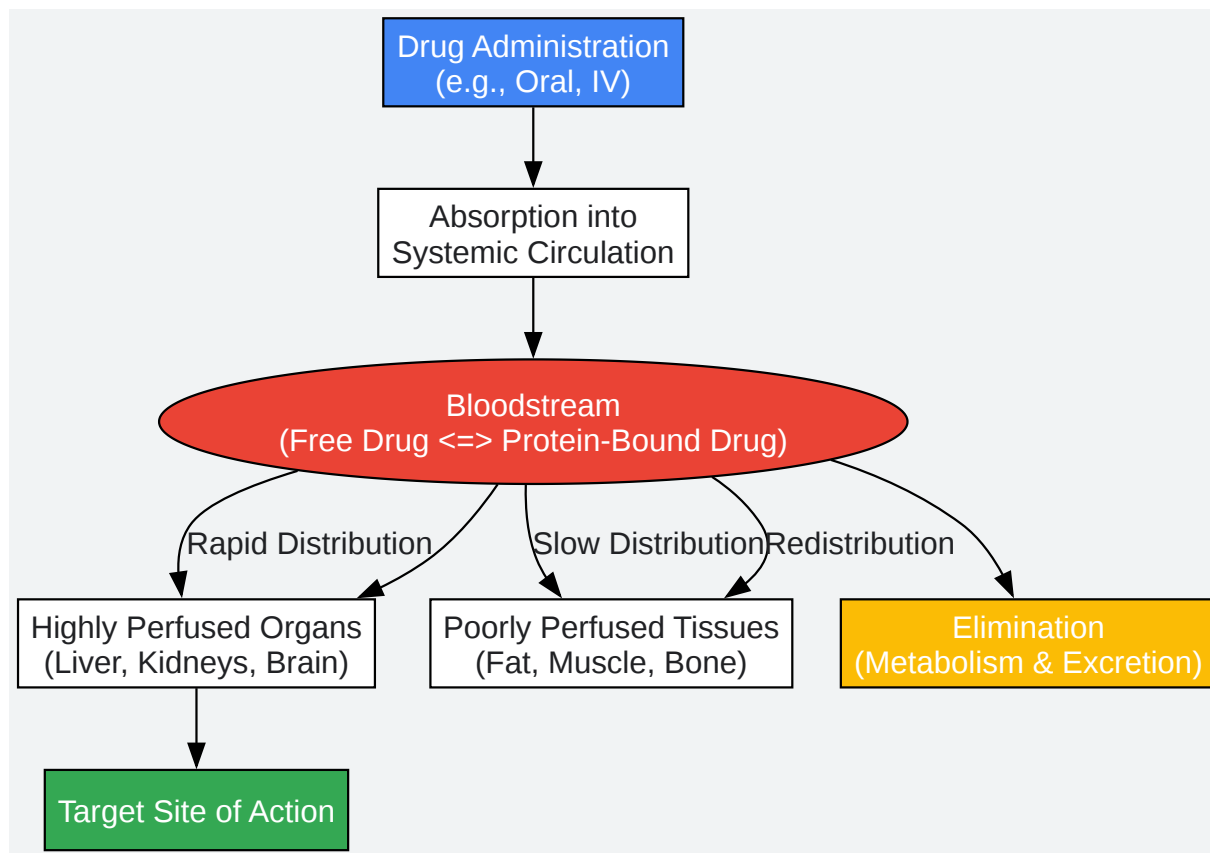 Drug Administration
(e.g., Oral, IV)
Absorption into
Systemic Circulation
Bloodstream
(Free Drug <=> Protein-Bound Drug)
Rapid Distribution
Slow Distribution
Redistribution
Highly Perfused Organs
(Liver, Kidneys, Brain)
Poorly Perfused Tissues
(Fat, Muscle, Bone)
Elimination
(Metabolism & Excretion)
Target Site of Action